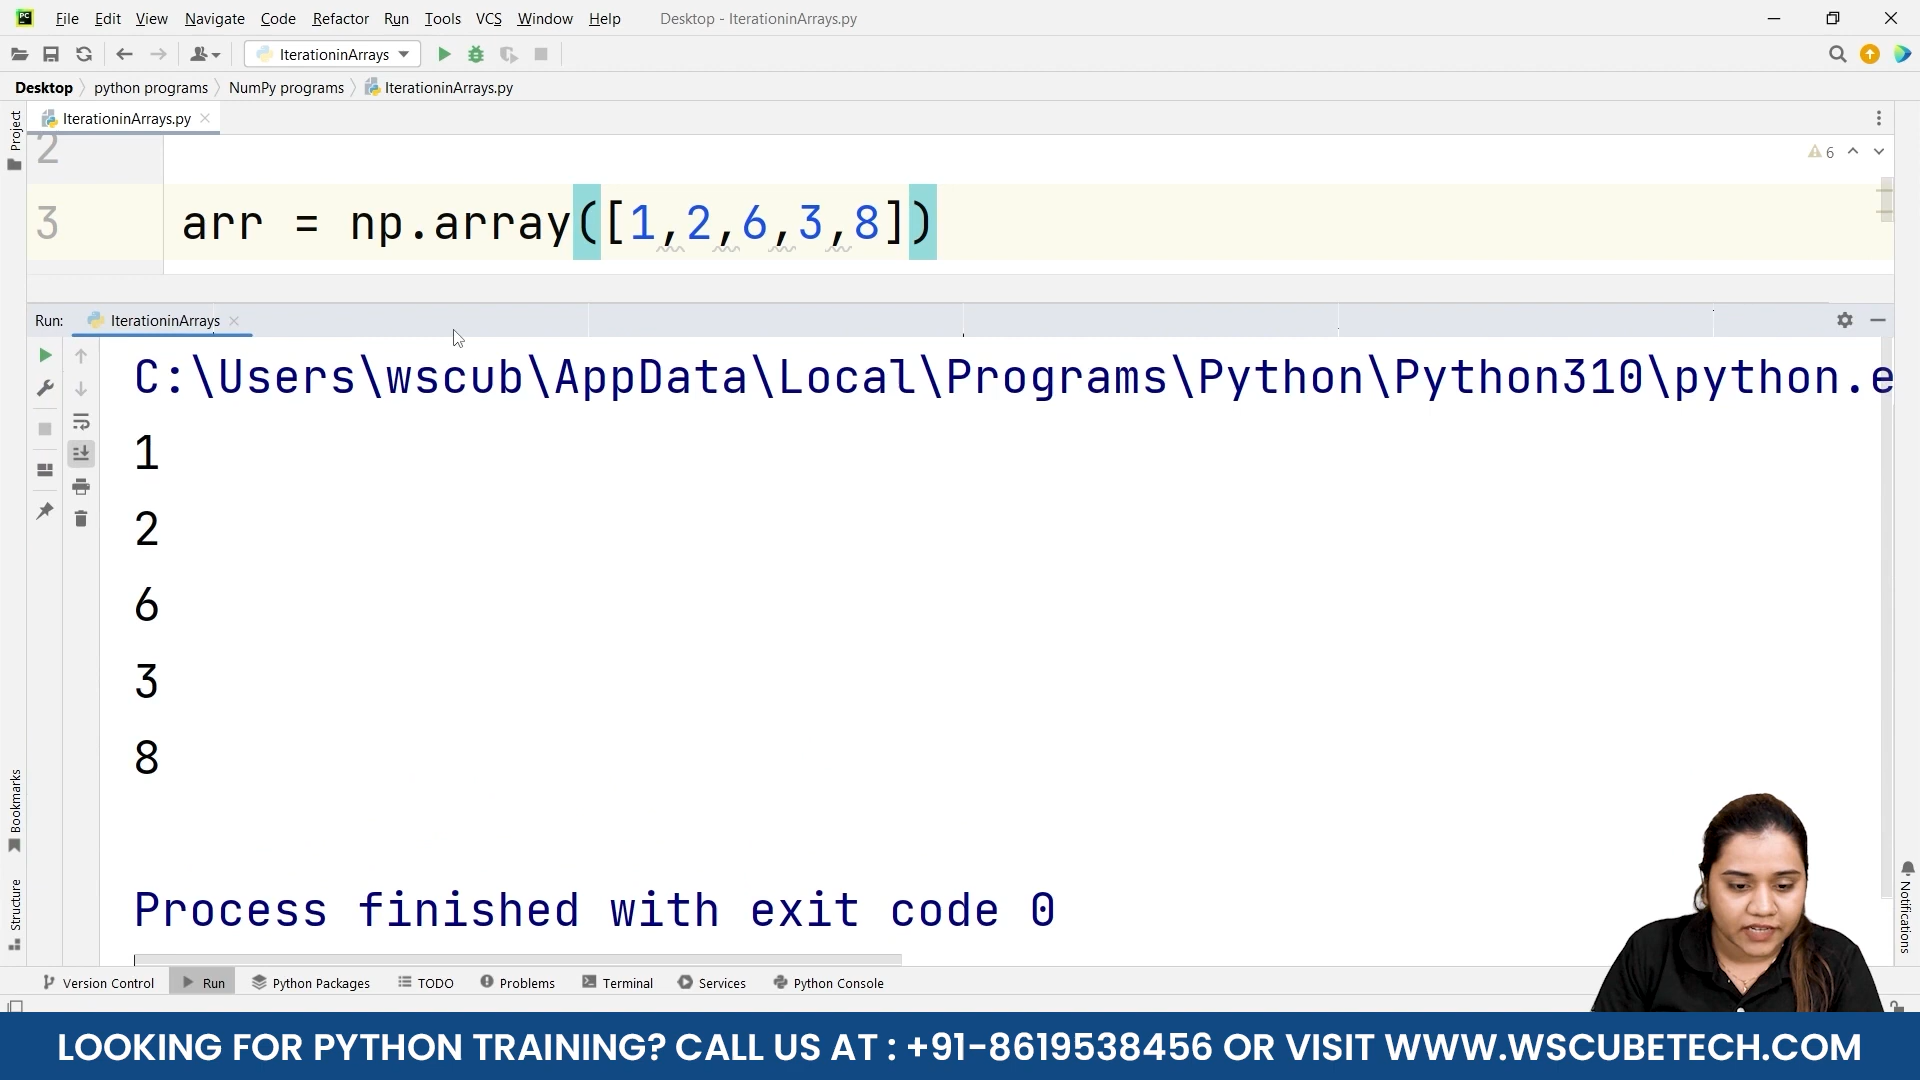 PC File Edit View Navigate Code Refactor Run Tools VCS Window Help Desktop - IterationinArrays.py
IterationinArrays
Desktop python programs NumPy programs IterationinArrays.py
Project
IterationinArrays.py
2
6
3 arr = np.array([1,2,6,3,8])
Run: IterationinArrays
C:\Users\wscub\AppData\Local\Programs\Python\Python310\python.e
1
2
6
3
8
Process finished with exit code 0
Bookmarks
Structure
Notifications
Version Control Run Python Packages TODO Problems Terminal Services Python Console
LOOKING FOR PYTHON TRAINING? CALL US AT : +91-8619538456 OR VISIT WWW.WSCUBETECH.COM